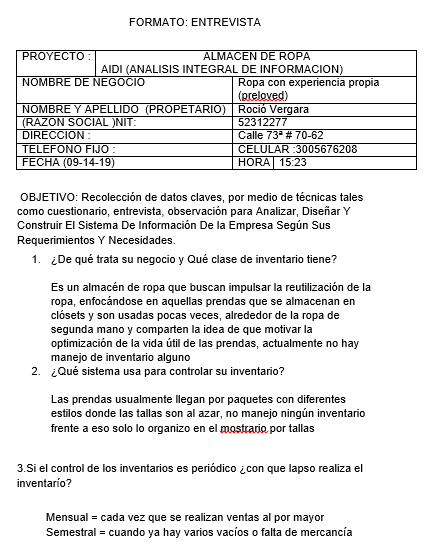 FORMATO: ENTREVISTA
PROYECTO : ALMACEN DE ROPA
AIDI (ANALISIS INTEGRAL DE INFORMACION)
NOMBRE DE NEGOCIO Ropa con experiencia propia
(preloved)
NOMBRE Y APELLIDO (PROPETARIO) Roció Vergara
(RAZON SOCIAL )NIT: 52312277
DIRECCION : Calle 73ª # 70-62
TELEFONO FIJO : CELULAR :3005676208
FECHA (09-14-19) HORA 15:23
OBJETIVO: Recolección de datos claves, por medio de técnicas tales
como cuestionario, entrevista, observación para Analizar, Diseñar Y
Construir El Sistema De Información De la Empresa Según Sus
Requerimientos Y Necesidades.
1. ¿De qué trata su negocio y Qué clase de inventario tiene?
Es un almacén de ropa que buscan impulsar la reutilización de la
ropa, enfocándose en aquellas prendas que se almacenan en
clósets y son usadas pocas veces, alrededor de la ropa de
segunda mano y comparten la idea de que motivar la
optimización de la vida útil de las prendas, actualmente no hay
manejo de inventario alguno
2. ¿Qué sistema usa para controlar su inventario?
Las prendas usualmente llegan por paquetes con diferentes
estilos donde las tallas son al azar, no manejo ningún inventario
frente a eso solo lo organizo en el mostrario por tallas
3.Si el control de los inventarios es periódico ¿con que lapso realiza el
inventario?
Mensual = cada vez que se realizan ventas al por mayor
Semestral = cuando ya hay varios vacíos o falta de mercancía